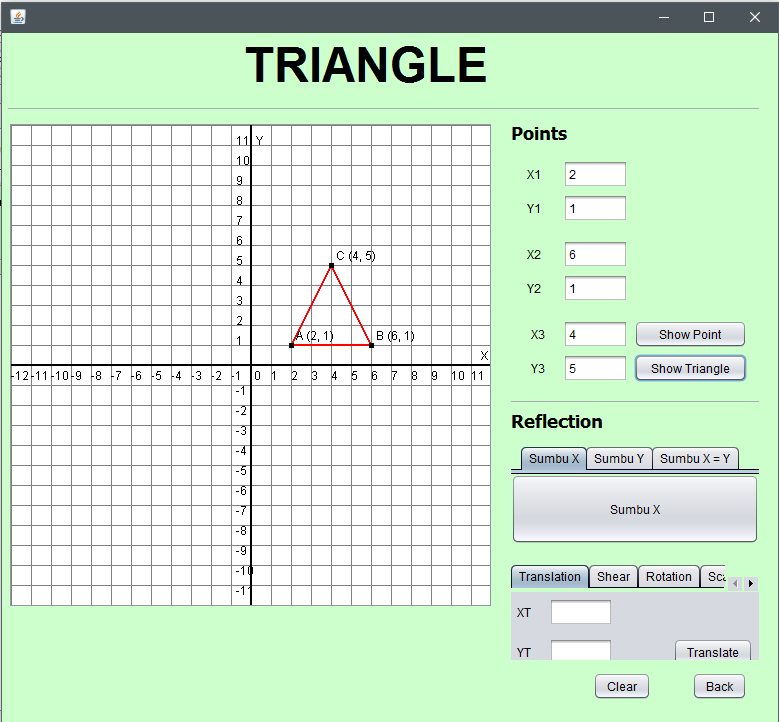 TRIANGLE
11 Y
10
9
8
7
6
5
4
3
2
1
C (4, 5)
A (2, 1)
B (6, 1)
X
-12 -11 -10 -9 -8 -7 -6 -5 -4 -3 -2 -1 0 1 2 3 4 5 6 7 8 9 10 11
-1
-2
-3
-4
-5
-6
-7
-8
-9
-10
Points
X1 2
Y1 1
X2 6
Y2 1
X3 4 Show Point
Y3 5 Show Triangle
Reflection
Sumbu X Sumbu Y Sumbu X = Y
Sumbu X
Translation Shear Rotation
XT
YT Translate
Clear Back